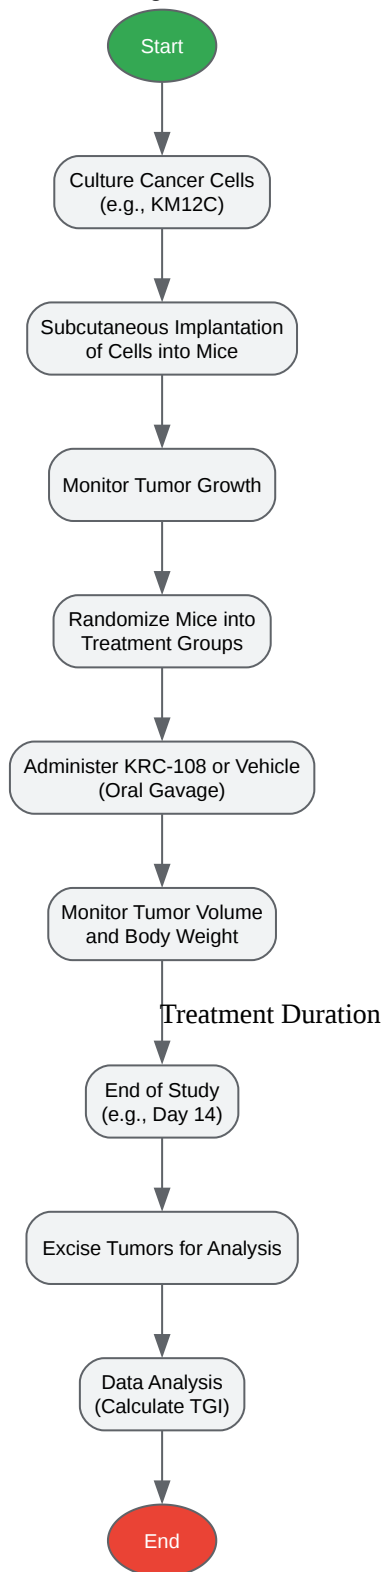 Start
Culture Cancer Cells
(e.g., KM12C)
Subcutaneous Implantation
of Cells into Mice
Monitor Tumor Growth
Randomize Mice into
Treatment Groups
Administer KRC-108 or Vehicle
(Oral Gavage)
Monitor Tumor Volume
and Body Weight
Treatment Duration
End of Study
(e.g., Day 14)
Excise Tumors for Analysis
Data Analysis
(Calculate TGI)
End